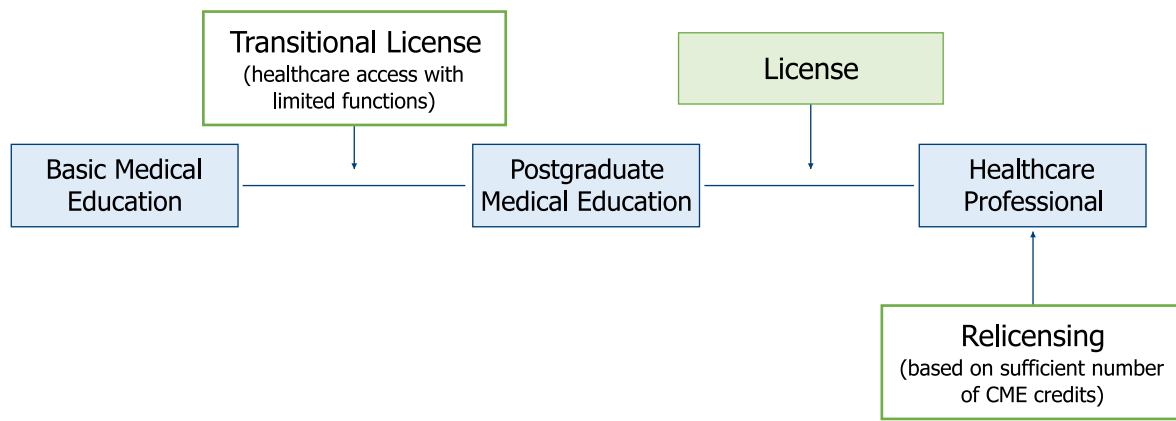 Transitional License
(healthcare access with
limited functions)
License
Basic Medical
Education
Postgraduate
Medical Education
Healthcare
Professional
Relicensing
(based on sufficient number
of CME credits)